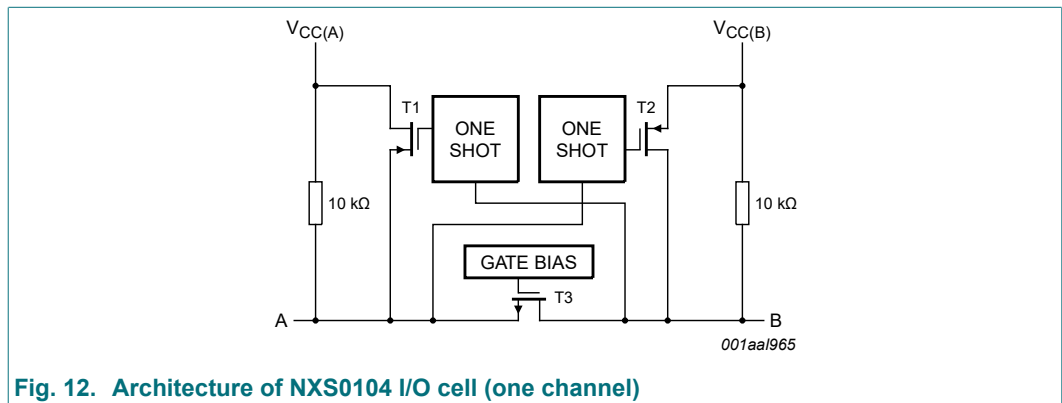 VCC(A)
VCC(B)
T1
ONE
SHOT
ONE
SHOT
T2
10 kΩ
10 kΩ
GATE BIAS
T3
A
B
001aal965
Fig. 12. Architecture of NXS0104 I/O cell (one channel)